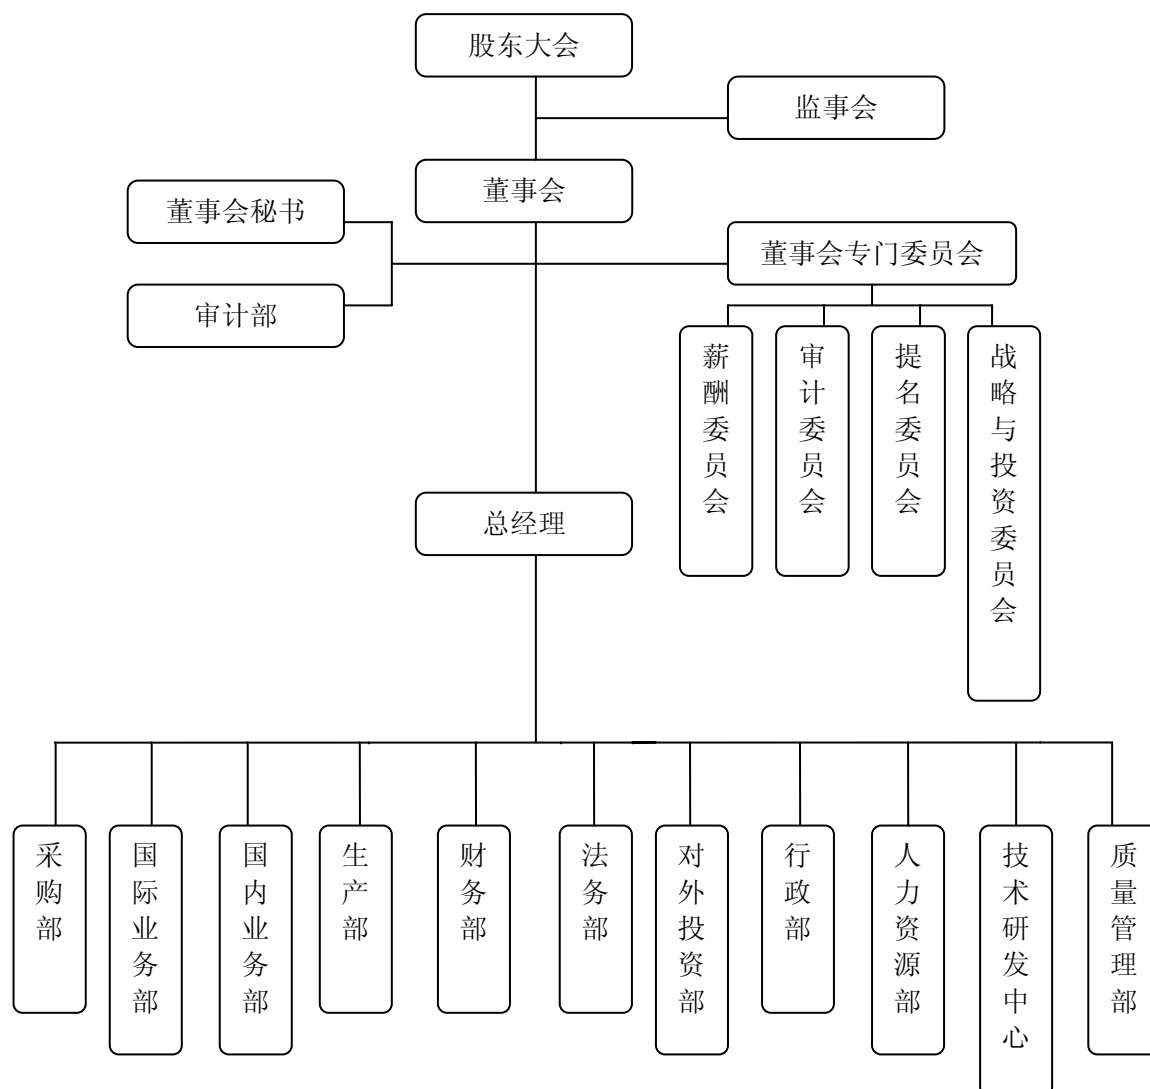 股东大会
监事会
董事会
董事会秘书
董事会专门委员会
审计部
薪酬委员会
审计委员会
提名委员会
战略与投资委员会
总经理
采购部
国际业务部
国内业务部
生产部
财务部
法务部
对外投资部
行政部
人力资源部
技术研发中心
质量管理部